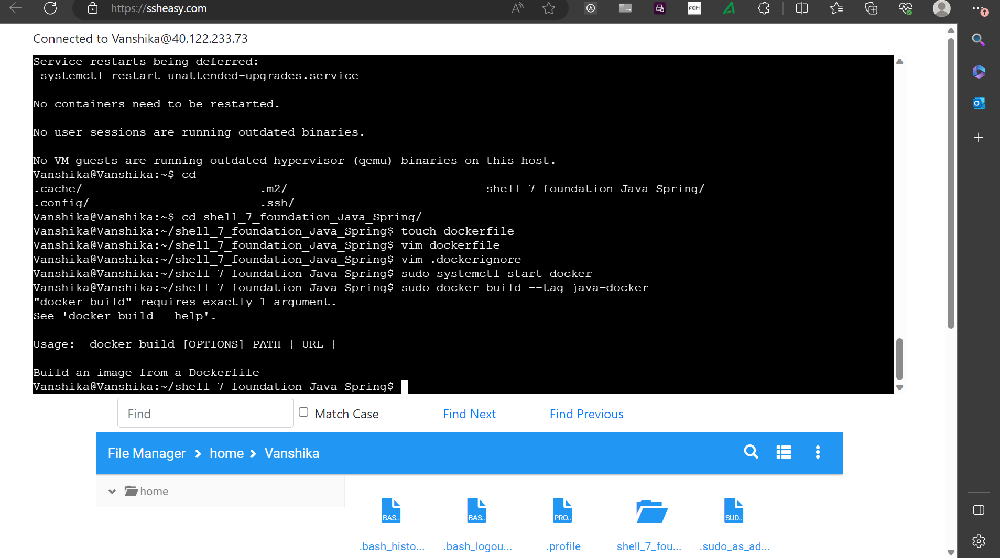 https://ssheasy.com
Connected to Vanshika@40.122.233.73
Service restarts being deferred:
 systemctl restart unattended-upgrades.service
No containers need to be restarted.
No user sessions are running outdated binaries.
No VM guests are running outdated hypervisor (qemu) binaries on this host.
Vanshika@Vanshika:~$ cd
.cache/ .m2/ shell_7_foundation_Java_Spring/
.config/ .ssh/
Vanshika@Vanshika:~$ cd shell_7_foundation_Java_Spring/
Vanshika@Vanshika:~/shell_7_foundation_Java_Spring$ touch dockerfile
Vanshika@Vanshika:~/shell_7_foundation_Java_Spring$ vim dockerfile
Vanshika@Vanshika:~/shell_7_foundation_Java_Spring$ vim .dockerignore
Vanshika@Vanshika:~/shell_7_foundation_Java_Spring$ sudo systemctl start docker
Vanshika@Vanshika:~/shell_7_foundation_Java_Spring$ sudo docker build --tag java-docker
"docker build" requires exactly 1 argument.
See 'docker build --help'.
Usage:  docker build [OPTIONS] PATH | URL | -
Build an image from a Dockerfile
Vanshika@Vanshika:~/shell_7_foundation_Java_Spring$
Find Match Case Find Next Find Previous
File Manager > home > Vanshika
home
BAS.. BAS.. PRO.. SUD..
.bash_histo... .bash_logou... .profile shell_7_fou... .sudo_as_ad...